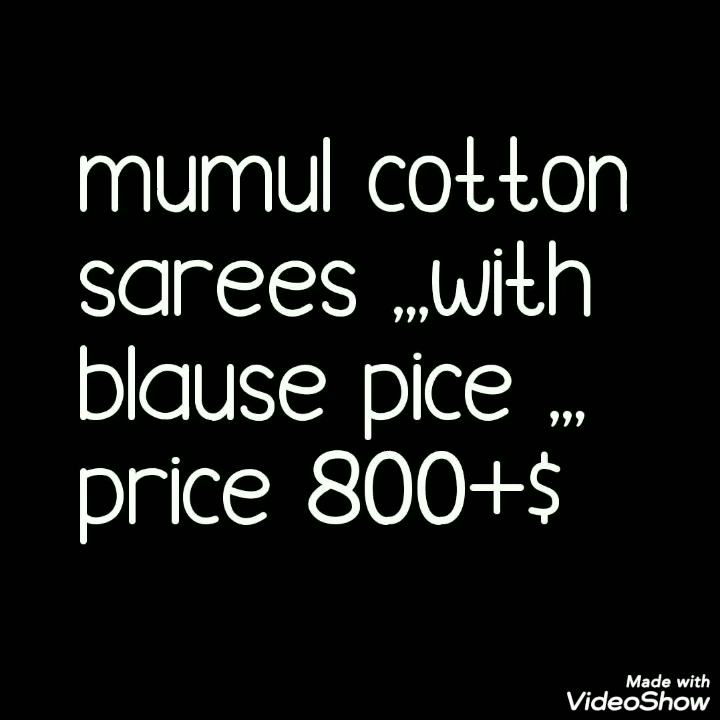 mumul cotton
sarees ,,,with
blause pice ,,,
price 800+$
Made with
VideoShow